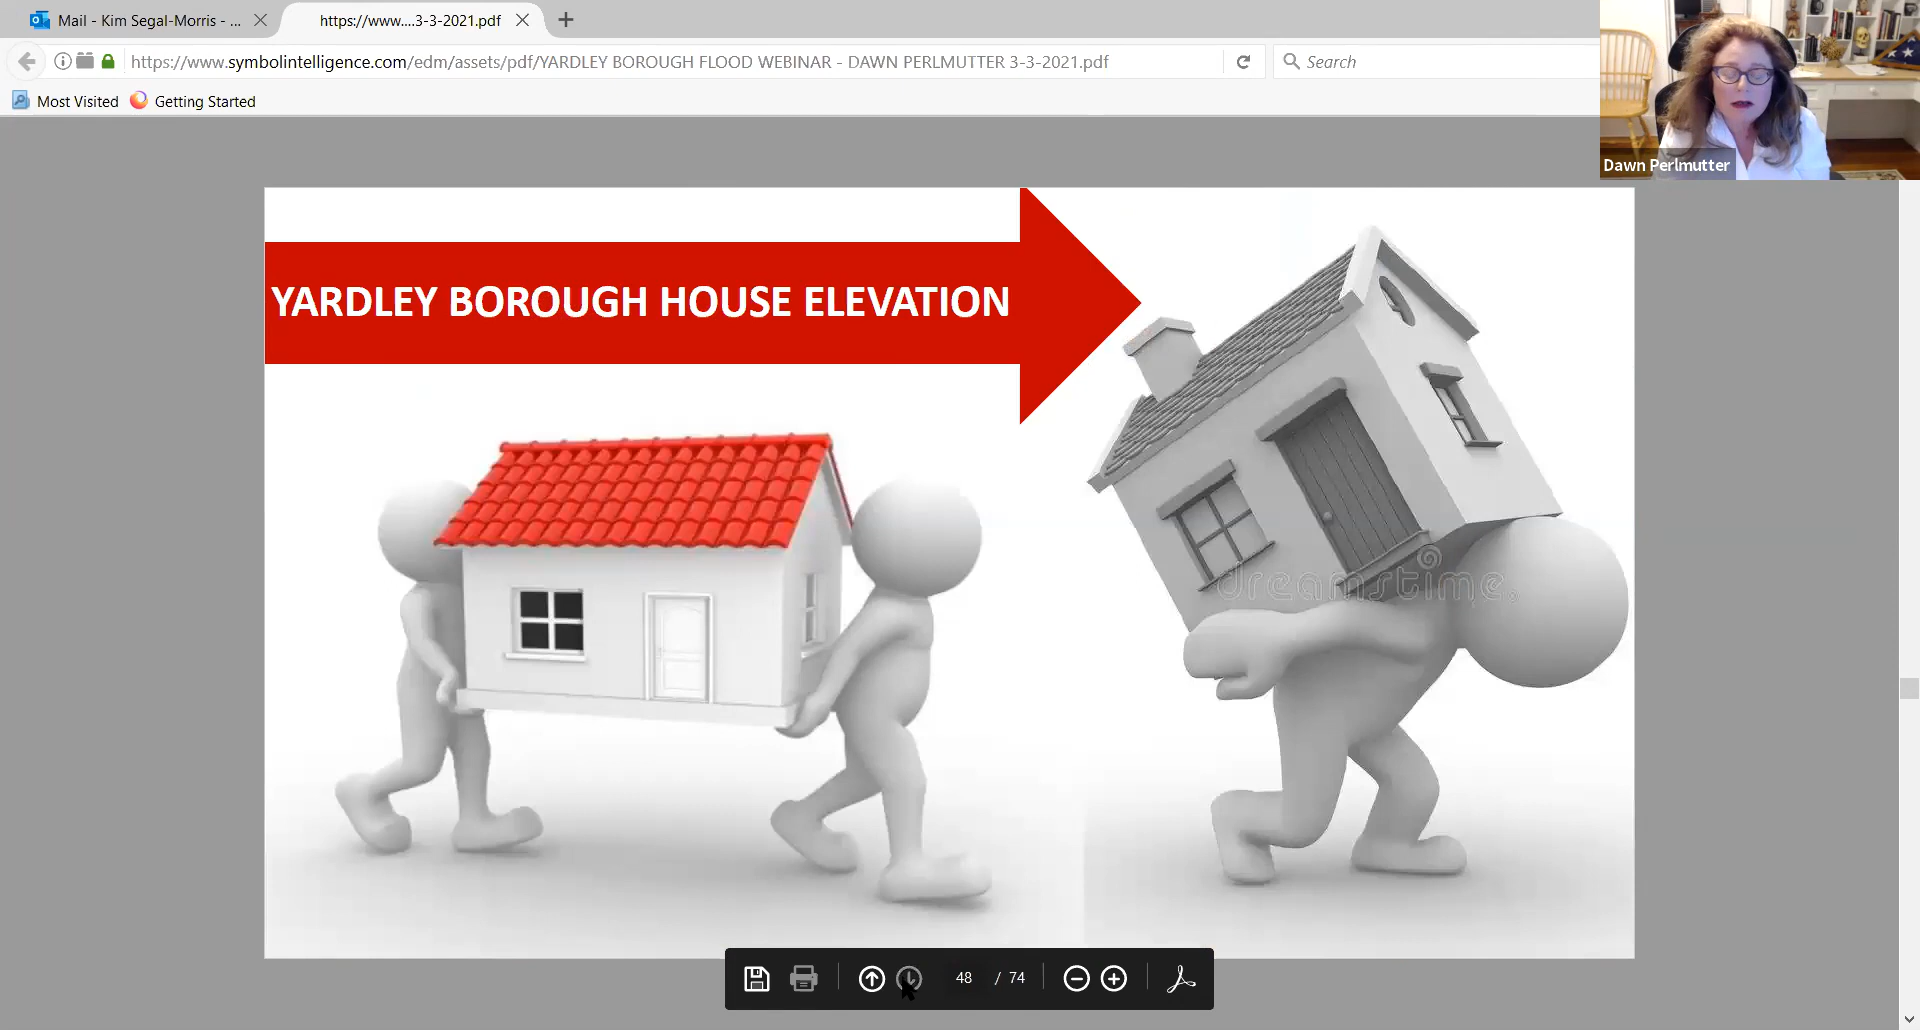 Mail - Kim Segal-Morris - ...
https://www....3-3-2021.pdf
https://www.symbolintelligence.com/edm/assets/pdf/YARDLEY BOROUGH FLOOD WEBINAR - DAWN PERLMUTTER 3-3-2021.pdf
Search
Most Visited
Getting Started
Dawn Perlmutter
YARDLEY BOROUGH HOUSE ELEVATION
dreamstime.
48 / 74